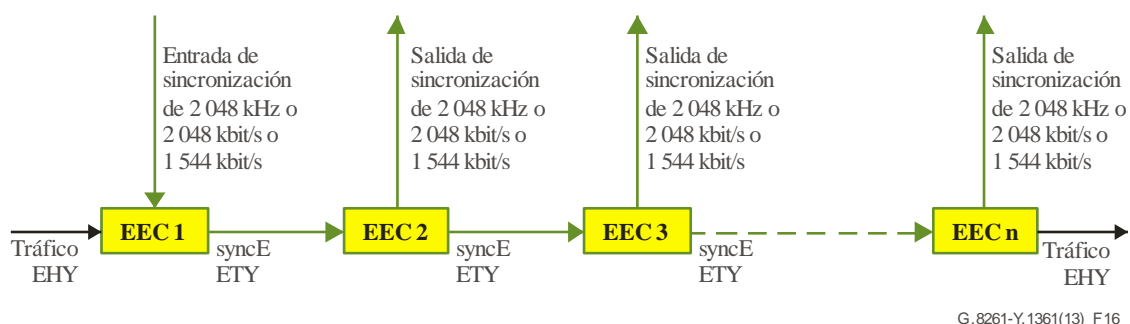 Entrada de
sincronización
de 2 048 kHz o
2 048 kbit/s o
1 544 kbit/s
Salida de
sincronización
de 2 048 kHz o
2 048 kbit/s o
1 544 kbit/s
Salida de
sincronización
de 2 048 kHz o
2 048 kbit/s o
1 544 kbit/s
Salida de
sincronización
de 2 048 kHz o
2 048 kbit/s o
1 544 kbit/s
EEC 1
EEC 2
EEC 3
EEC n
Tráfico
EHY
syncE
ETY
syncE
ETY
syncE
ETY
Tráfico
EHY
G.8261-Y.1361(13)_F16